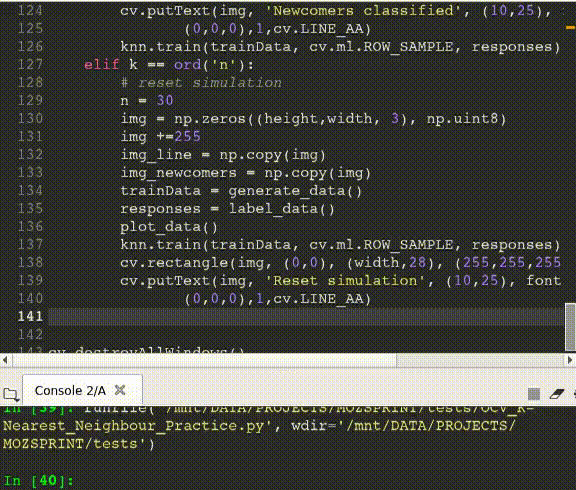 124 cv.putText(img, 'Newcomers classified', (10,25),
125 (0,0,0),1,cv.LINE_AA)
126 knn.train(trainData, cv.ml.ROW_SAMPLE, responses)
127 elif k == ord('n'):
128 # reset simulation
129 n = 30
130 img = np.zeros((height,width, 3), np.uint8)
131 img +=255
132 img_line = np.copy(img)
133 img_newcomers = np.copy(img)
134 trainData = generate_data()
135 responses = label_data()
136 plot_data()
137 knn.train(trainData, cv.ml.ROW_SAMPLE, responses)
138 cv.rectangle(img, (0,0), (width,28), (255,255,255
139 cv.putText(img, 'Reset simulation', (10,25), font
140 (0,0,0),1,cv.LINE_AA)
141
142
143 cv.destroyAllWindows()
Console 2/A
In [39]: runfile('/mnt/DATA/PROJECTS/MOZSPRINT/tests/OCV_K-
Nearest_Neighbour_Practice.py', wdir='/mnt/DATA/PROJECTS/
MOZSPRINT/tests')
In [40]: